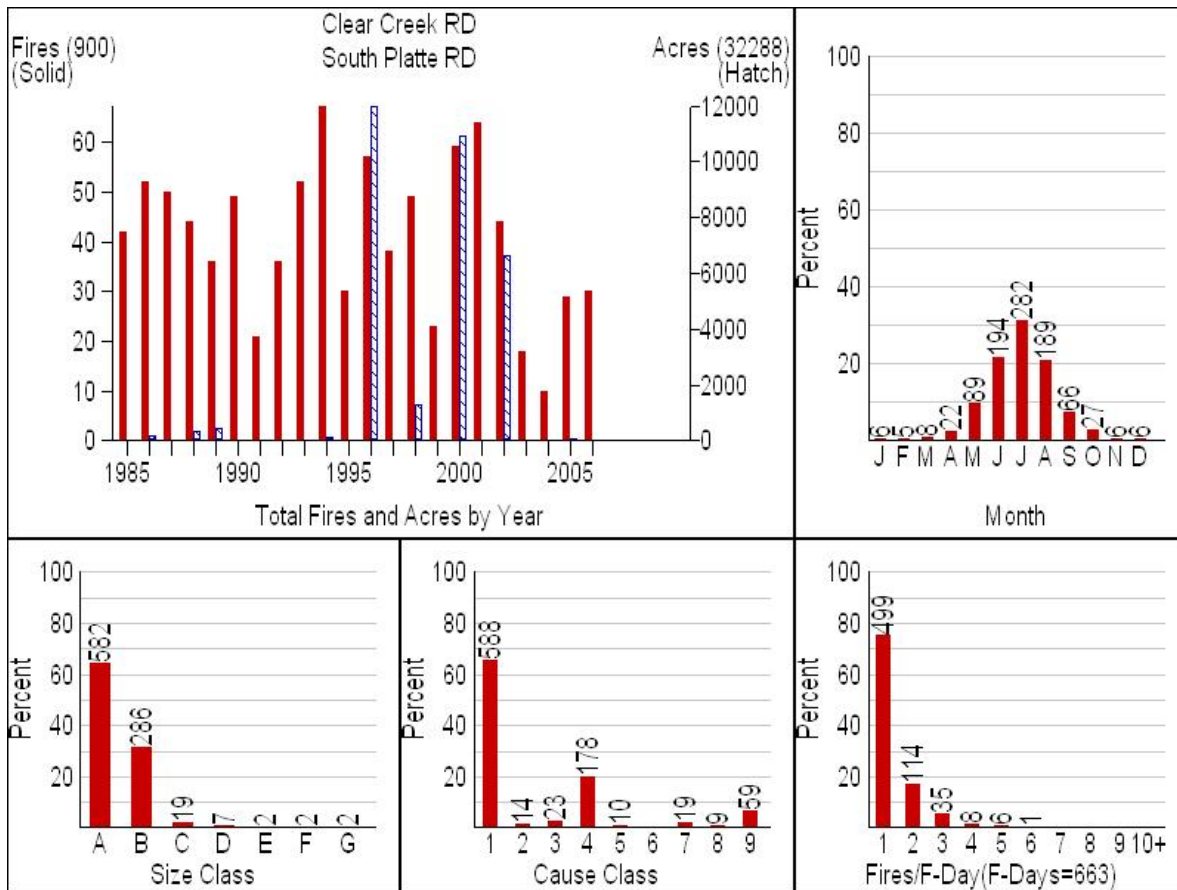 Clear Creek RD
South Platte RD
Fires (900)
(Solid)
Acres (32288)
(Hatch)
60
50
40
30
20
10
0
12000
10000
8000
6000
4000
2000
0
1985 1990 1995 2000 2005
Total Fires and Acres by Year
Percent
100
80
60
40
20
6 5 8 22 89 194 282 189 66 27 6 6
J F M A M J J A S O N D
Month
Percent
100
80
60
40
20
582 286 19 7 2 2 2
A B C D E F G
Size Class
Percent
100
80
60
40
20
588 14 23 178 10 19 9 59
1 2 3 4 5 6 7 8 9
Cause Class
Percent
100
80
60
40
20
499 114 35 8 6 1
1 2 3 4 5 6 7 8 9 10+
Fires/F-Day(F-Days=663)